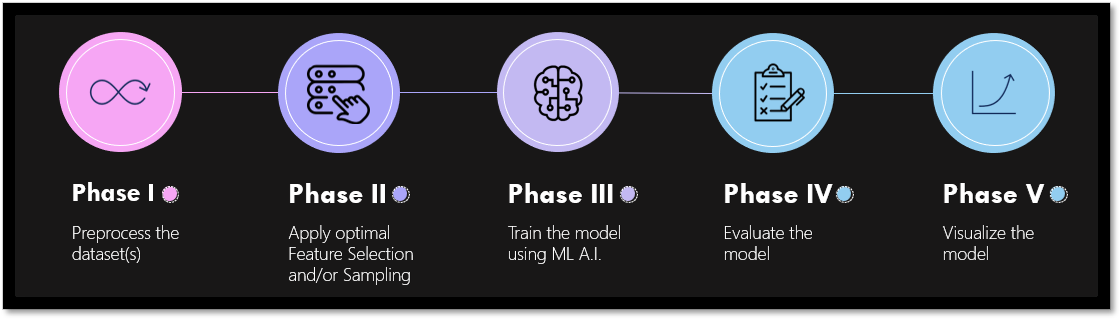 Phase I
Preprocess the
dataset(s)
Phase II
Apply optimal
Feature Selection
and/or Sampling
Phase III
Train the model
using ML A.I.
Phase IV
Evaluate the
model
Phase V
Visualize the
model